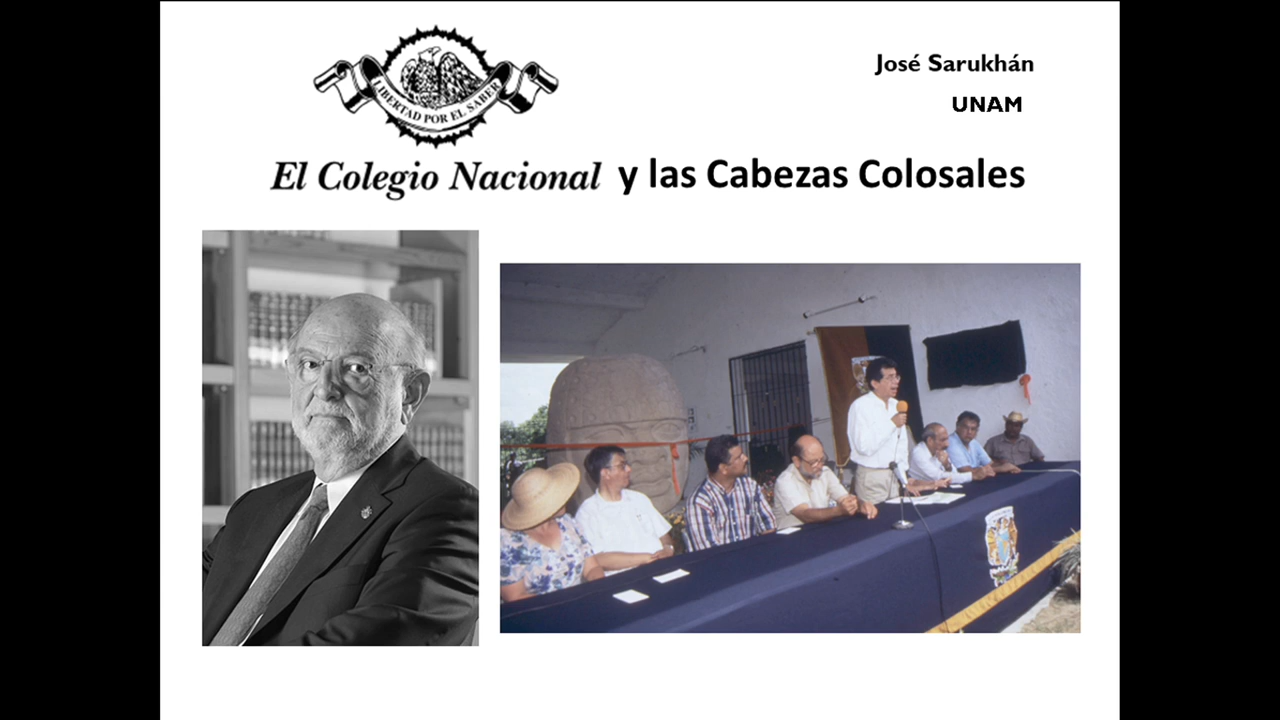 LIBERTAD POR EL SABER
José Sarukhán
UNAM
El Colegio Nacional y las Cabezas Colosales